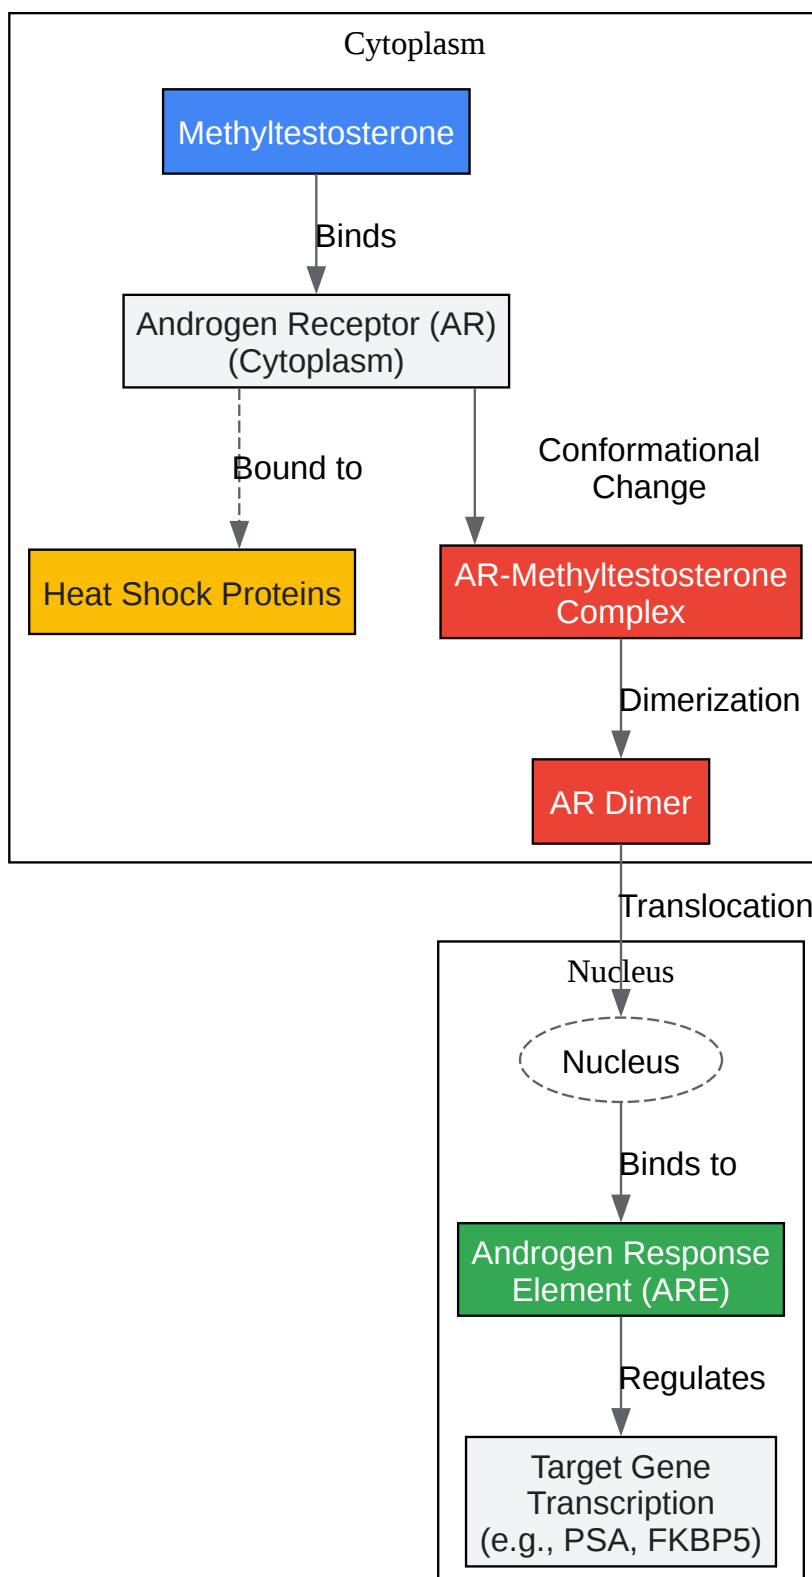 Cytoplasm
Methyltestosterone
Binds
Androgen Receptor (AR)
(Cytoplasm)
Bound to
Conformational
Change
Heat Shock Proteins
AR-Methyltestosterone
Complex
Dimerization
AR Dimer
Translocation
Nucleus
Nucleus
Binds to
Androgen Response
Element (ARE)
Regulates
Target Gene
Transcription
(e.g., PSA, FKBP5)